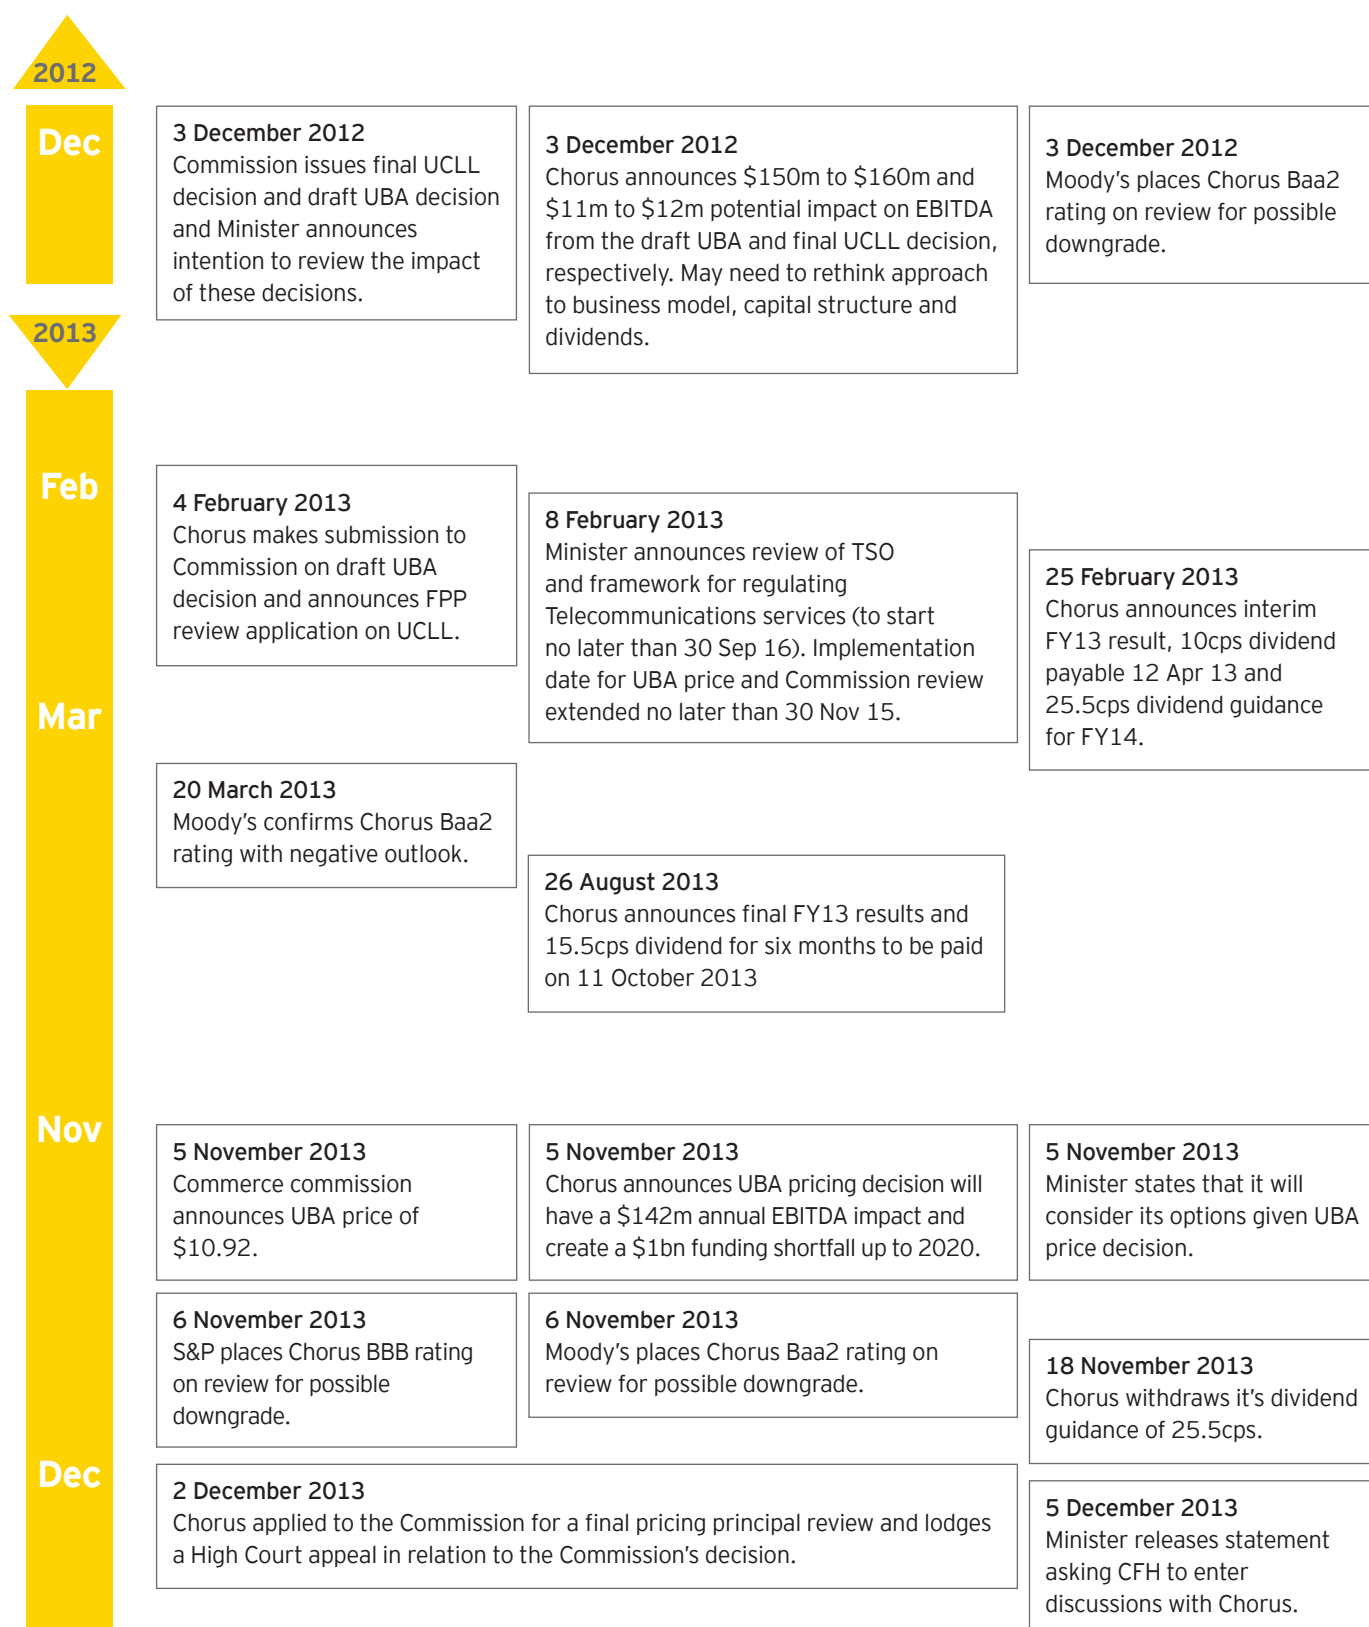 2012
Dec
3 December 2012
Commission issues final UCLL
decision and draft UBA decision
and Minister announces
intention to review the impact
of these decisions.
3 December 2012
Chorus announces $150m to $160m and
$11m to $12m potential impact on EBITDA
from the draft UBA and final UCLL decision,
respectively. May need to rethink approach
to business model, capital structure and
dividends.
3 December 2012
Moody's places Chorus Baa2
rating on review for possible
downgrade.
2013
Feb
4 February 2013
Chorus makes submission to
Commission on draft UBA
decision and announces FPP
review application on UCLL.
8 February 2013
Minister announces review of TSO
and framework for regulating
Telecommunications services (to start
no later than 30 Sep 16). Implementation
date for UBA price and Commission review
extended no later than 30 Nov 15.
25 February 2013
Chorus announces interim
FY13 result, 10cps dividend
payable 12 Apr 13 and
25.5cps dividend guidance
for FY14.
Mar
20 March 2013
Moody's confirms Chorus Baa2
rating with negative outlook.
26 August 2013
Chorus announces final FY13 results and
15.5cps dividend for six months to be paid
on 11 October 2013
Nov
5 November 2013
Commerce commission
announces UBA price of
$10.92.
5 November 2013
Chorus announces UBA pricing decision will
have a $142m annual EBITDA impact and
create a $1bn funding shortfall up to 2020.
5 November 2013
Minister states that it will
consider its options given UBA
price decision.
6 November 2013
S&P places Chorus BBB rating
on review for possible
downgrade.
6 November 2013
Moody's places Chorus Baa2 rating on
review for possible downgrade.
18 November 2013
Chorus withdraws it's dividend
guidance of 25.5cps.
Dec
2 December 2013
Chorus applied to the Commission for a final pricing principal review and lodges
a High Court appeal in relation to the Commission's decision.
5 December 2013
Minister releases statement
asking CFH to enter
discussions with Chorus.